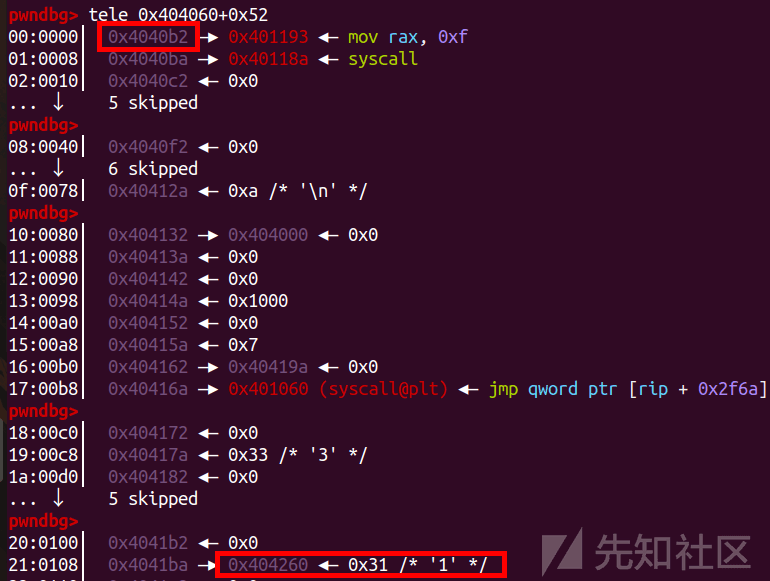 pwndbg> tele 0x404060+0x52
00:0000│ 0x4040b2 —▸ 0x401193 ◂— mov rax, 0xf
01:0008│ 0x4040ba —▸ 0x40118a ◂— syscall
02:0010│ 0x4040c2 ◂— 0x0
... ↓ 5 skipped
pwndbg>
08:0040│ 0x4040f2 ◂— 0x0
... ↓ 6 skipped
0f:0078│ 0x40412a ◂— 0xa /* '\n' */
pwndbg>
10:0080│ 0x404132 —▸ 0x404000 ◂— 0x0
11:0088│ 0x40413a ◂— 0x0
12:0090│ 0x404142 ◂— 0x0
13:0098│ 0x40414a ◂— 0x1000
14:00a0│ 0x404152 ◂— 0x0
15:00a8│ 0x40415a ◂— 0x7
16:00b0│ 0x404162 —▸ 0x40419a ◂— 0x0
17:00b8│ 0x40416a —▸ 0x401060 (syscall@plt) ◂— jmp qword ptr [rip + 0x2f6a]
pwndbg>
18:00c0│ 0x404172 ◂— 0x0
19:00c8│ 0x40417a ◂— 0x33 /* '3' */
1a:00d0│ 0x404182 ◂— 0x0
... ↓ 5 skipped
pwndbg>
20:0100│ 0x4041b2 ◂— 0x0
21:0108│ 0x4041ba —▸ 0x404260 ◂— 0x31 /* '1' */
先知社区